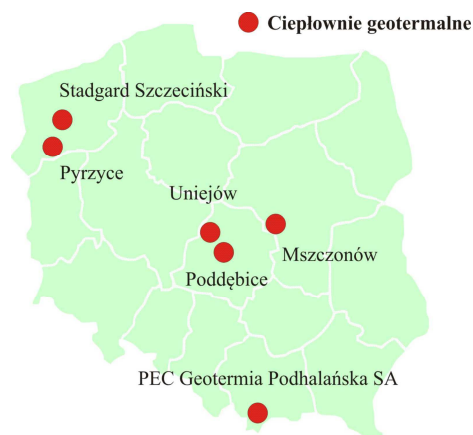 Ciepłownie geotermalne
Stadgard Szczeciński
Pyrzyce
Uniejów
Mszczonów
Poddębice
PEC Geotermia Podhalańska SA